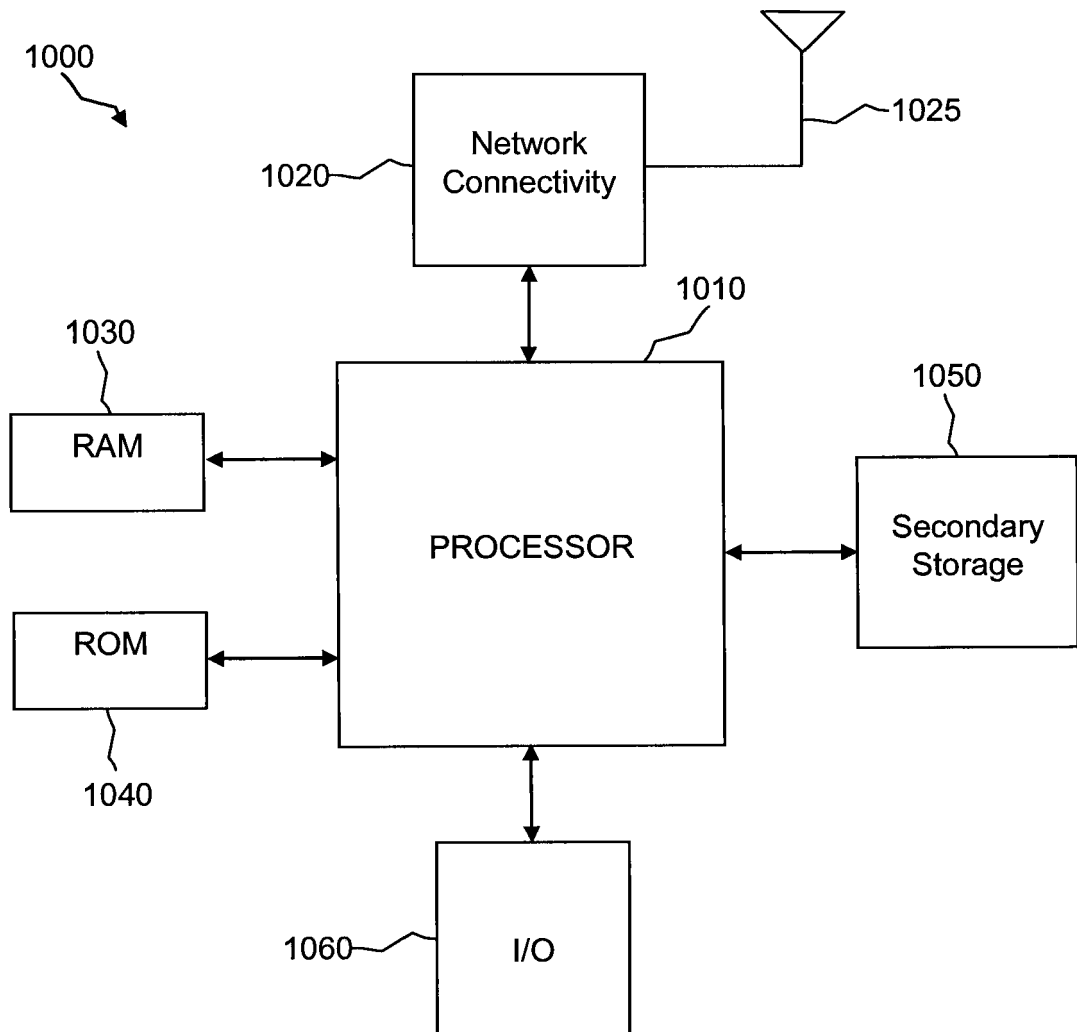 1000
Network
Connectivity
1025
1020
1010
1030
RAM
1050
PROCESSOR
Secondary
Storage
ROM
1040
1060
I/O